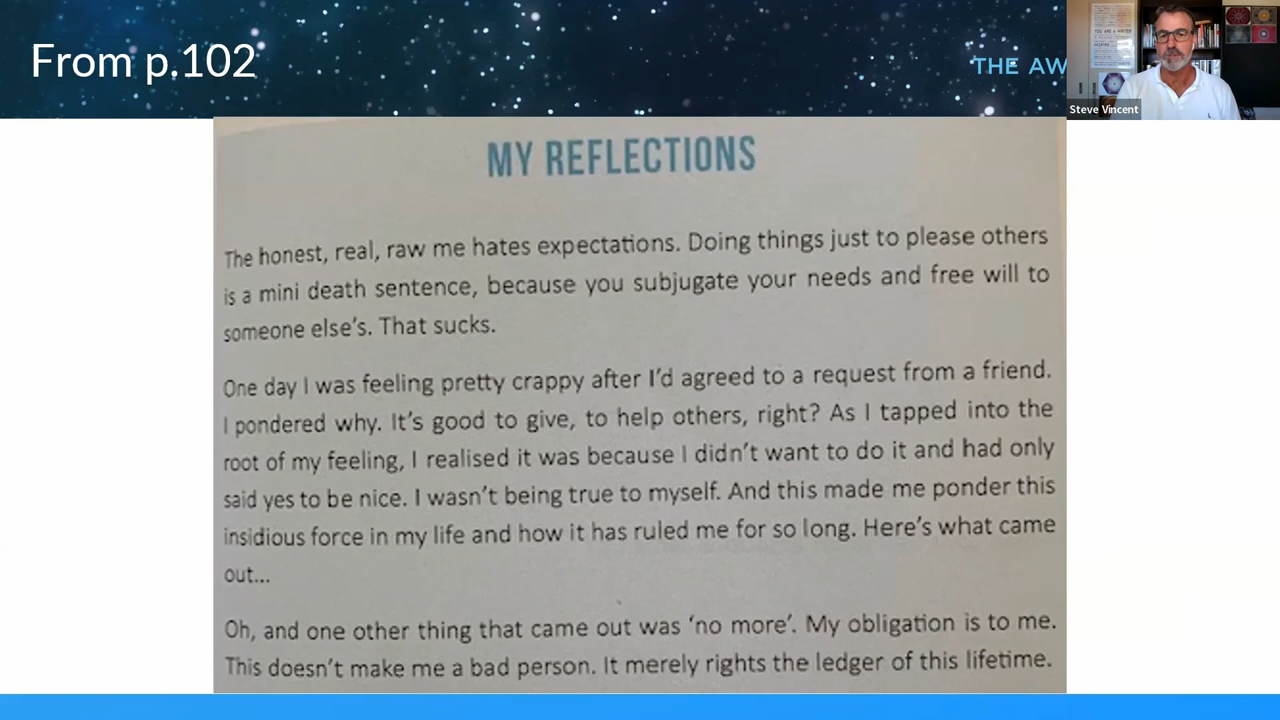 From p.102
THE AW
YOU ARE A WRITER
Steve Vincent
MY REFLECTIONS
The honest, real, raw me hates expectations. Doing things just to please others
is a mini death sentence, because you subjugate your needs and free will to
someone else's. That sucks.
One day I was feeling pretty crappy after I'd agreed to a request from a friend.
I pondered why. It's good to give, to help others, right? As I tapped into the
root of my feeling, I realised it was because I didn't want to do it and had only
said yes to be nice. I wasn't being true to myself. And this made me ponder this
insidious force in my life and how it has ruled me for so long. Here's what came
out...
Oh, and one other thing that came out was 'no more'. My obligation is to me.
This doesn't make me a bad person. It merely rights the ledger of this lifetime.